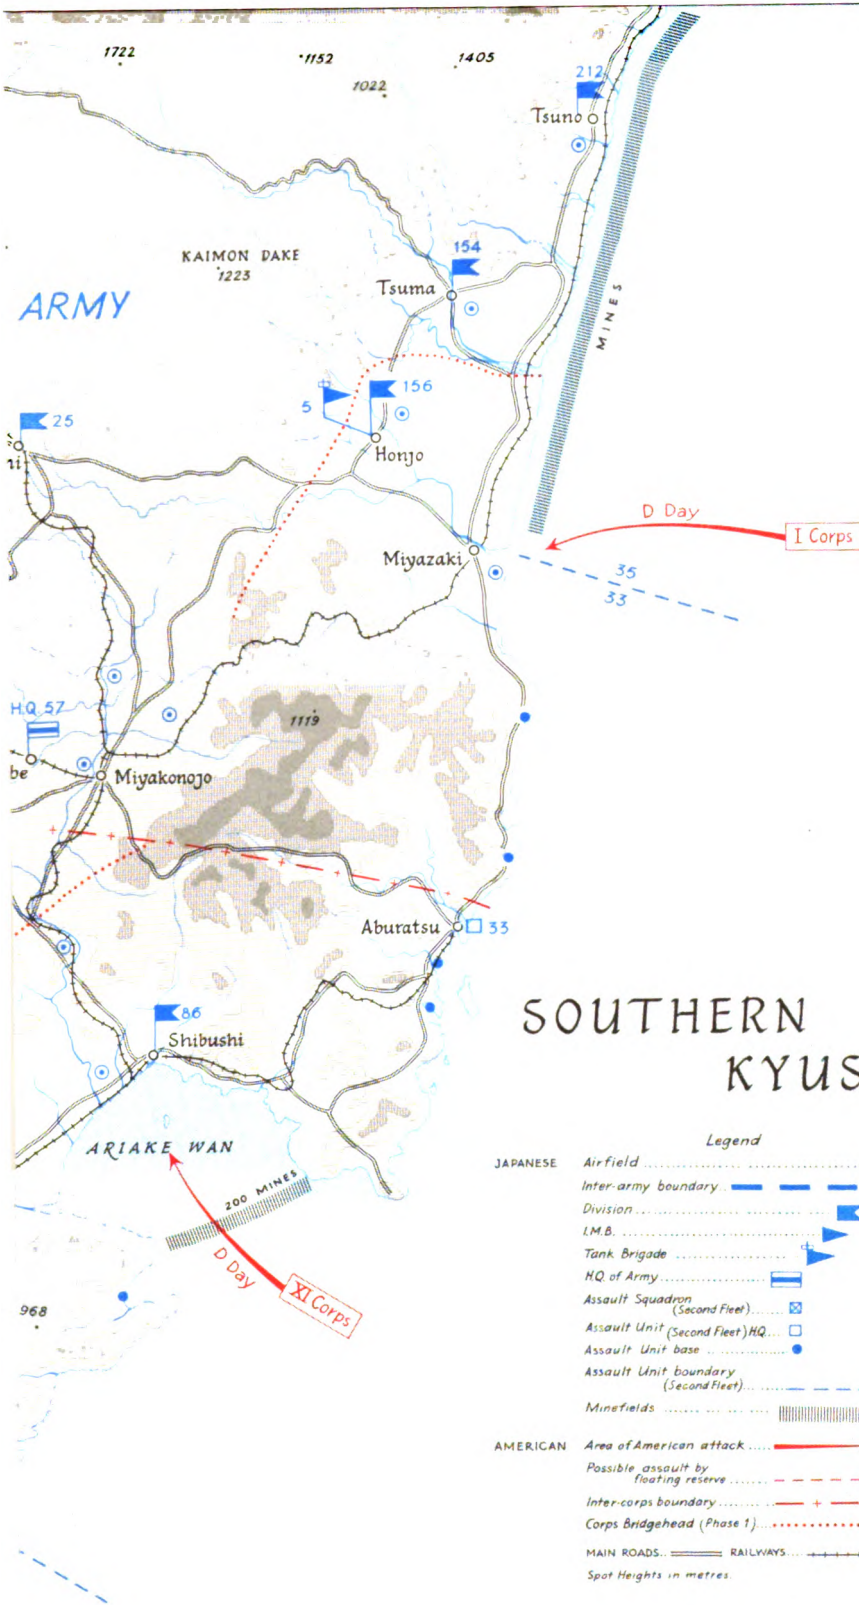 1722
1152
1405
1022
212
Tsuno
KAIMON DAKE
1223
154
Tsuma
ARMY
MINES
5
156
25
ni
Honjo
D Day
I Corps
Miyazaki
35
33
H.Q. 57
1119
be
Miyakonojo
Aburatsu
33
86
Shibushi
SOUTHERN
KYUS
ARIAKE WAN
200 MINES
D Day
XI Corps
968
Legend
JAPANESE
Airfield
Inter-army boundary
Division
I.M.B.
Tank Brigade
H.Q. of Army
Assault Squadron
(Second Fleet)
Assault Unit (Second Fleet) H.Q.
Assault Unit base
Assault Unit boundary
(Second Fleet)
Minefields
AMERICAN
Area of American attack
Possible assault by
floating reserve
Inter-corps boundary
Corps Bridgehead (Phase 1)
MAIN ROADS RAILWAYS
Spot Heights in metres.